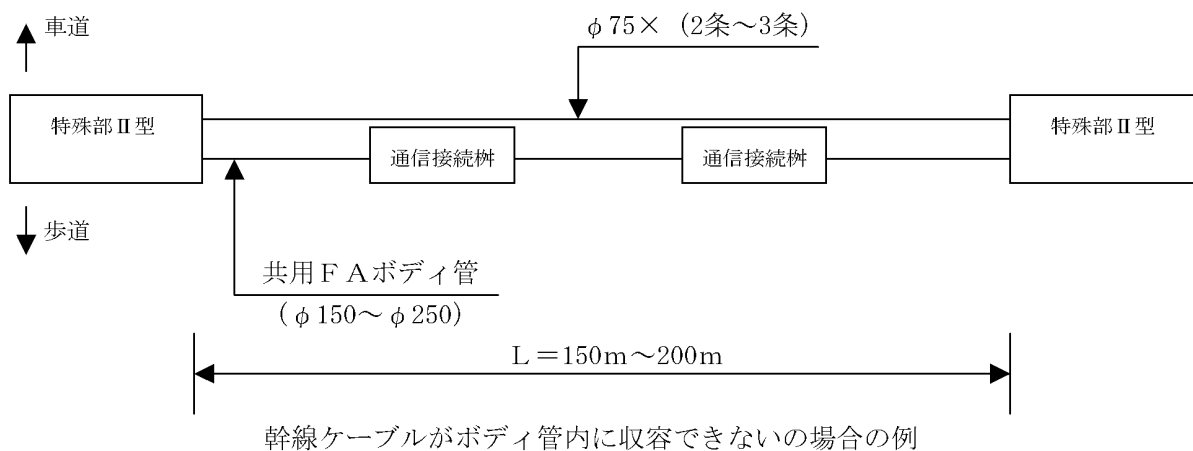 車道
φ75×（2条～3条）
特殊部Ⅱ型
通信接続桝
通信接続桝
特殊部Ⅱ型
歩道
共用ＦＡボディ管
（φ150～φ250）
Ｌ＝150m～200m
幹線ケーブルがボディ管内に収容できないの場合の例